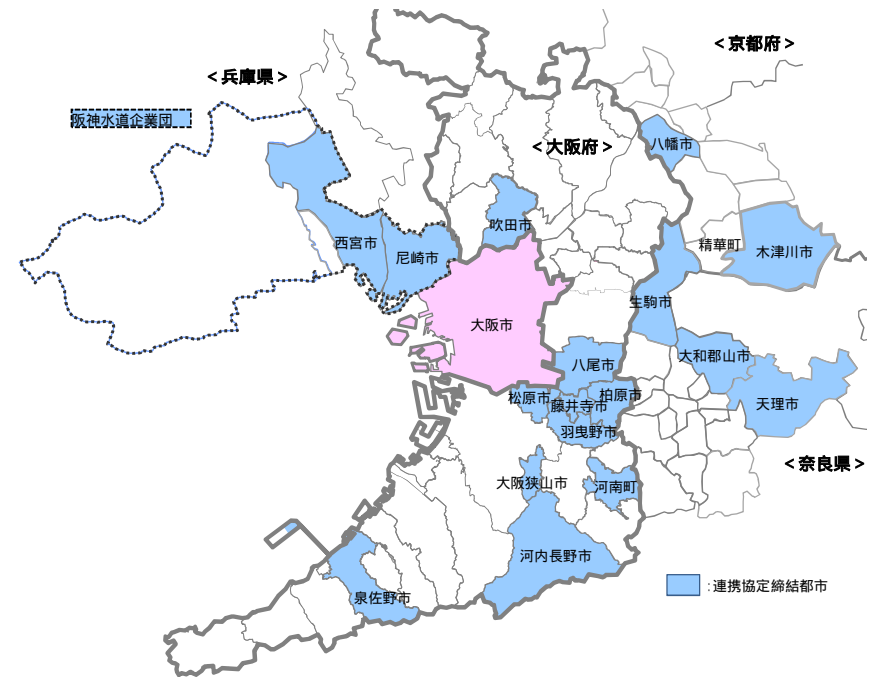 ＜京都府＞
＜兵庫県＞
阪神水道企業団
＜大阪府＞
八幡市
吹田市
西宮市
尼崎市
精華町
木津川市
生駒市
大阪市
大和郡山市
八尾市
松原市
藤井寺市
柏原市
天理市
羽曳野市
＜奈良県＞
大阪狭山市
河南町
河内長野市
：連携協定締結都市
泉佐野市